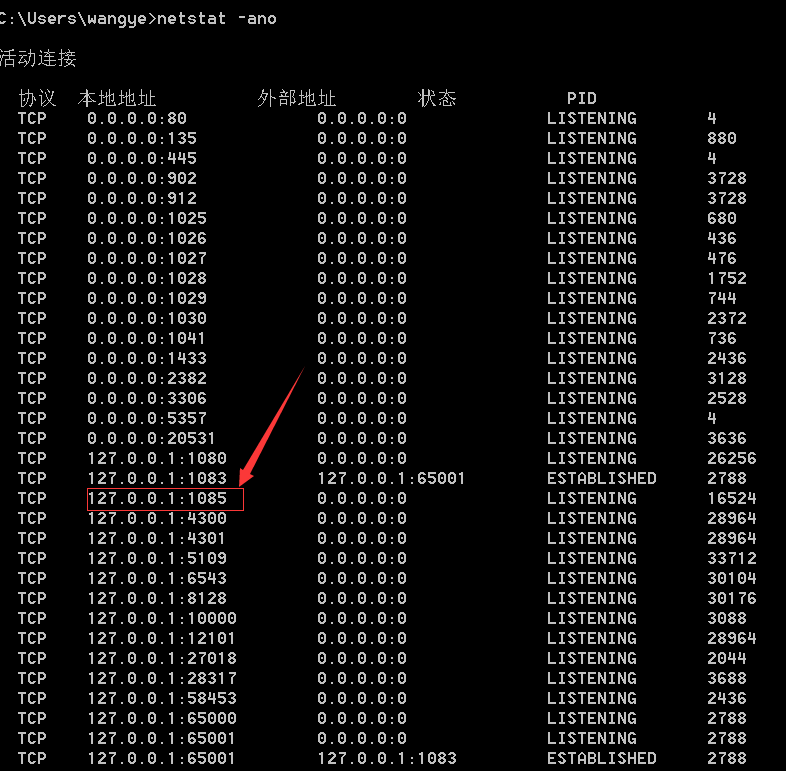 C:\Users\wangye>netstat -ano
活动连接
协议 本地地址 外部地址 状态 PID
TCP 0.0.0.0:80 0.0.0.0:0 LISTENING 4
TCP 0.0.0.0:135 0.0.0.0:0 LISTENING 880
TCP 0.0.0.0:445 0.0.0.0:0 LISTENING 4
TCP 0.0.0.0:902 0.0.0.0:0 LISTENING 3728
TCP 0.0.0.0:912 0.0.0.0:0 LISTENING 3728
TCP 0.0.0.0:1025 0.0.0.0:0 LISTENING 680
TCP 0.0.0.0:1026 0.0.0.0:0 LISTENING 436
TCP 0.0.0.0:1027 0.0.0.0:0 LISTENING 476
TCP 0.0.0.0:1028 0.0.0.0:0 LISTENING 1752
TCP 0.0.0.0:1029 0.0.0.0:0 LISTENING 744
TCP 0.0.0.0:1030 0.0.0.0:0 LISTENING 2372
TCP 0.0.0.0:1041 0.0.0.0:0 LISTENING 736
TCP 0.0.0.0:1433 0.0.0.0:0 LISTENING 2436
TCP 0.0.0.0:2382 0.0.0.0:0 LISTENING 3128
TCP 0.0.0.0:3306 0.0.0.0:0 LISTENING 2528
TCP 0.0.0.0:5357 0.0.0.0:0 LISTENING 4
TCP 0.0.0.0:20531 0.0.0.0:0 LISTENING 3636
TCP 127.0.0.1:1080 0.0.0.0:0 LISTENING 26256
TCP 127.0.0.1:1083 127.0.0.1:65001 ESTABLISHED 2788
TCP 127.0.0.1:1085 0.0.0.0:0 LISTENING 16524
TCP 127.0.0.1:4300 0.0.0.0:0 LISTENING 28964
TCP 127.0.0.1:4301 0.0.0.0:0 LISTENING 28964
TCP 127.0.0.1:5109 0.0.0.0:0 LISTENING 33712
TCP 127.0.0.1:6543 0.0.0.0:0 LISTENING 30104
TCP 127.0.0.1:8128 0.0.0.0:0 LISTENING 30176
TCP 127.0.0.1:10000 0.0.0.0:0 LISTENING 3088
TCP 127.0.0.1:12101 0.0.0.0:0 LISTENING 28964
TCP 127.0.0.1:27018 0.0.0.0:0 LISTENING 2044
TCP 127.0.0.1:28317 0.0.0.0:0 LISTENING 3688
TCP 127.0.0.1:58453 0.0.0.0:0 LISTENING 2436
TCP 127.0.0.1:65000 0.0.0.0:0 LISTENING 2788
TCP 127.0.0.1:65001 0.0.0.0:0 LISTENING 2788
TCP 127.0.0.1:65001 127.0.0.1:1083 ESTABLISHED 2788